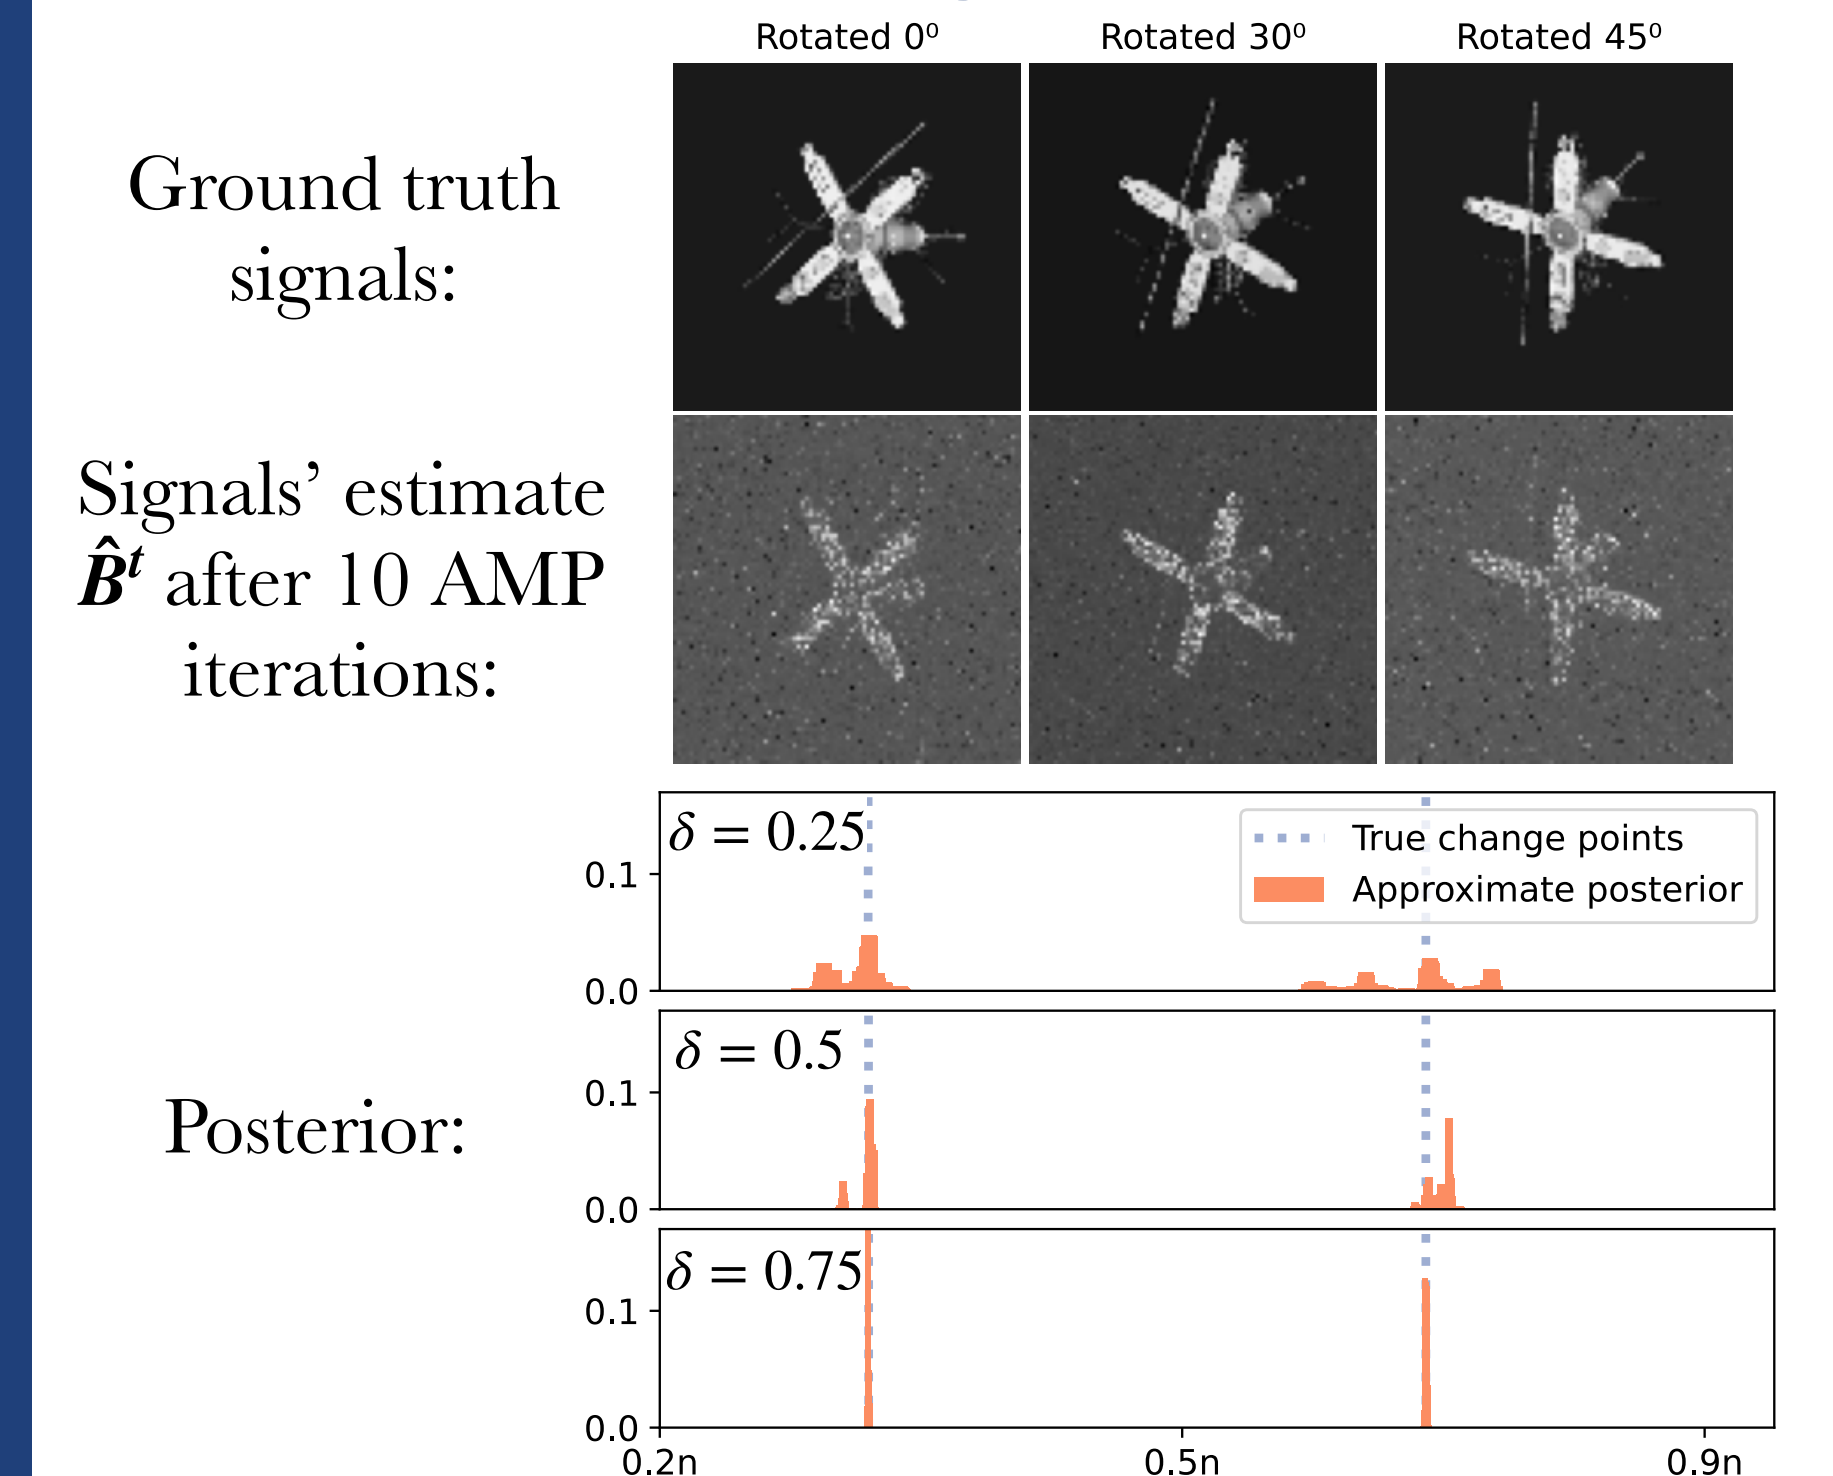 Rotated 0⁰ Rotated 30⁰ Rotated 45⁰
Ground truth
signals:
Signals’ estimate
B̂ᵗ after 10 AMP
iterations:
δ = 0.25
True change points
Approximate posterior
0.1
0.0
Posterior:
δ = 0.5
0.1
0.0
δ = 0.75
0.1
0.0
0.2n 0.5n 0.9n